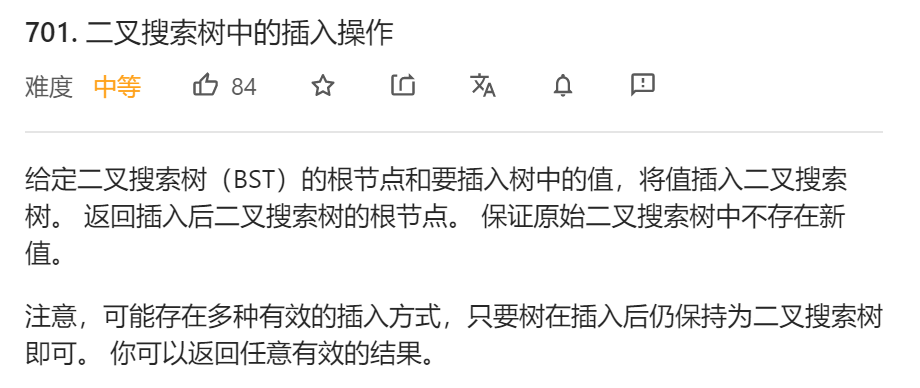 701. 二叉搜索树中的插入操作
难度 中等 84
给定二叉搜索树（BST）的根节点和要插入树中的值，将值插入二叉搜索
树。 返回插入后二叉搜索树的根节点。 保证原始二叉搜索树中不存在新
值。
注意，可能存在多种有效的插入方式，只要树在插入后仍保持为二叉搜索树
即可。 你可以返回任意有效的结果。